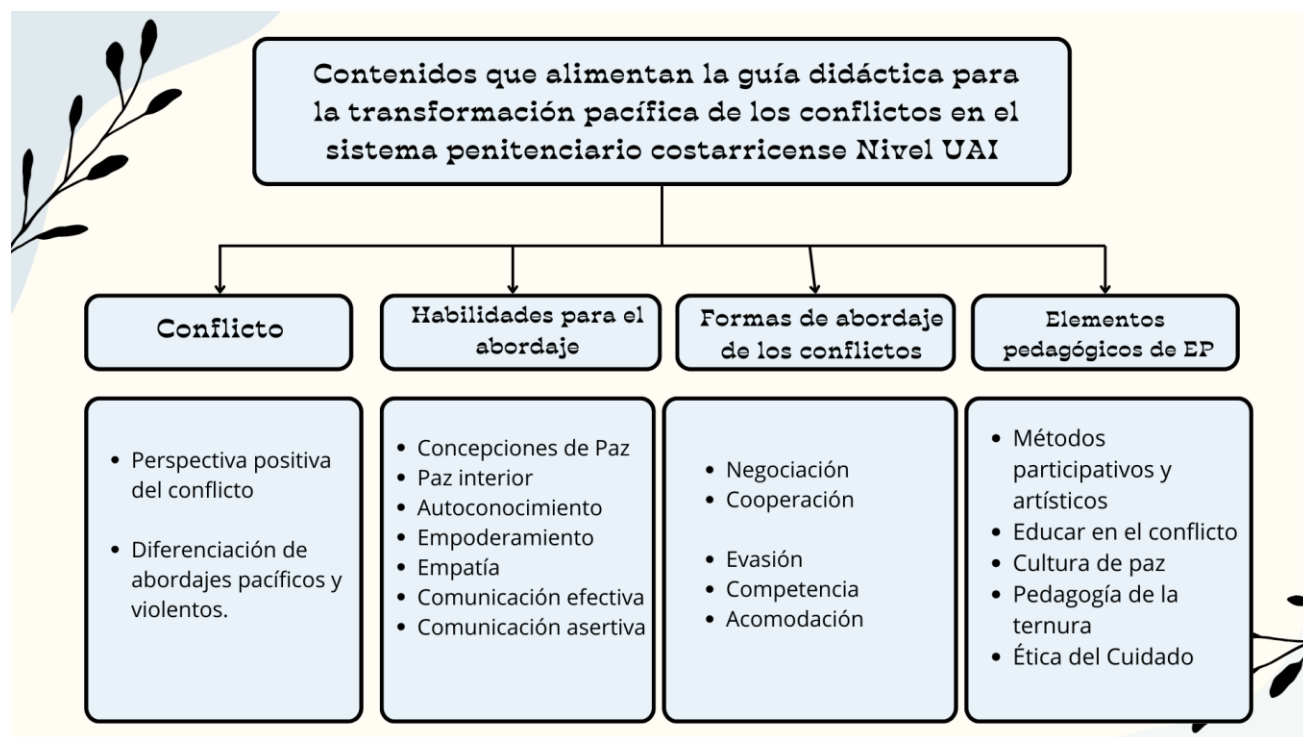 Contenidos que alimentan la guía didáctica para
la transformación pacífica de los conflictos en el
sistema penitenciario costarricense Nivel UAI
Conflicto
Habilidades para el
abordaje
Formas de abordaje
de los conflictos
Elementos
pedagógicos de EP
• Perspectiva positiva
del conflicto
• Diferenciación de
abordajes pacíficos y
violentos.
• Concepciones de Paz
• Paz interior
• Autoconocimiento
• Empoderamiento
• Empatía
• Comunicación efectiva
• Comunicación asertiva
• Negociación
• Cooperación
• Evasión
• Competencia
• Acomodación
• Métodos
participativos y
artísticos
• Educar en el conflicto
• Cultura de paz
• Pedagogía de la
ternura
• Ética del Cuidado